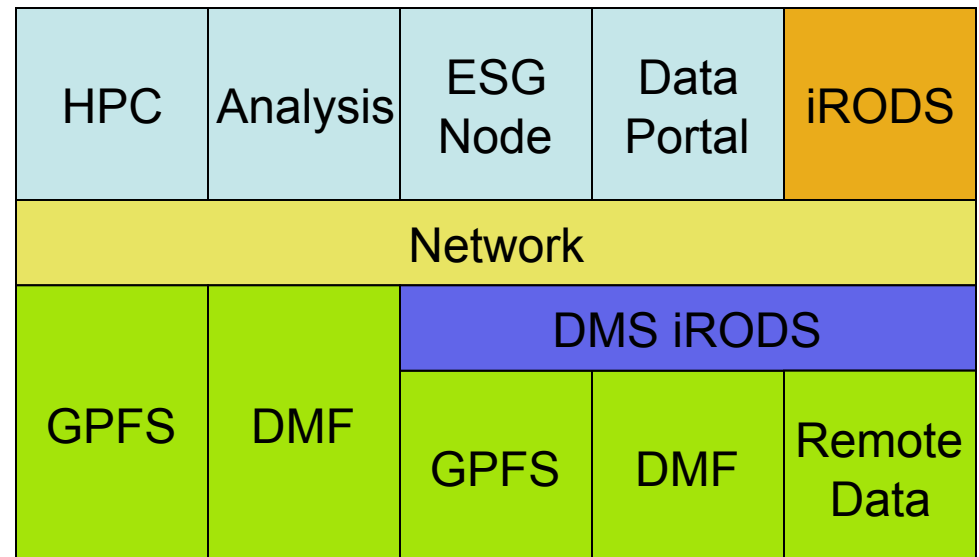 HPC
Analysis
ESG
Node
Data
Portal
iRODS
Network
DMS iRODS
GPFS
DMF
GPFS
DMF
Remote
Data